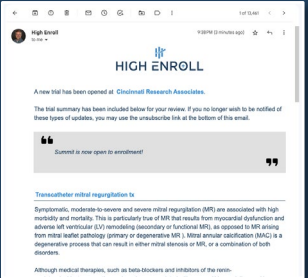 1 of 13,461
High Enroll
9:38PM (3 minutes ago)
to me
HIGH ENROLL
A new trial has been opened at Cincinnati Research Associates.
The trial summary has been included below for your review. If you no longer wish to be notified of
these types of updates, you may use the unsubscribe link at the bottom of this email.
“
Summit is now open to enrollment!
”
Transcatheter mitral regurgitation tx
Symptomatic, moderate-to-severe and severe mitral regurgitation (MR) are associated with high
morbidity and mortality. This is particularly true of MR that results from myocardial dysfunction and
adverse left ventricular (LV) remodeling (secondary or functional MR), as opposed to MR arising
from mitral leaflet pathology (primary or degenerative MR ). Mitral annular calcification (MAC) is a
degenerative process that can result in either mitral stenosis or MR, or a combination of both
disorders.
Although medical therapies, such as beta-blockers and inhibitors of the renin-